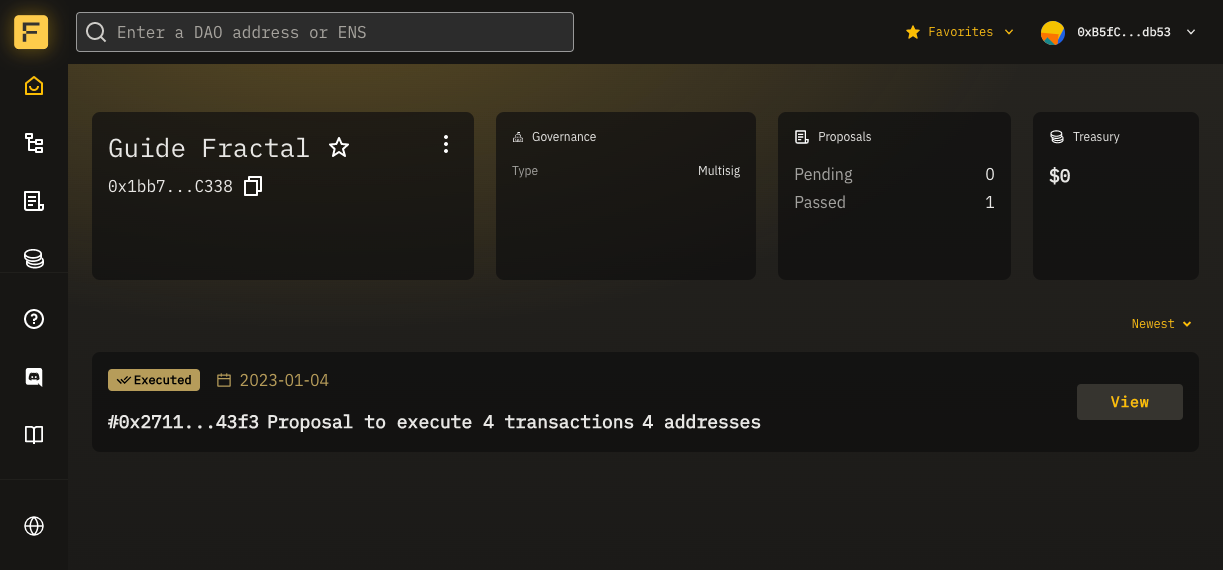 Enter a DAO address or ENS
Favorites
0xB5fC...db53
Guide Fractal
0x1bb7...C338
Governance
Type Multisig
Proposals
Pending 0
Passed 1
Treasury
$0
Newest
Executed 2023-01-04
#0x2711...43f3 Proposal to execute 4 transactions 4 addresses
View